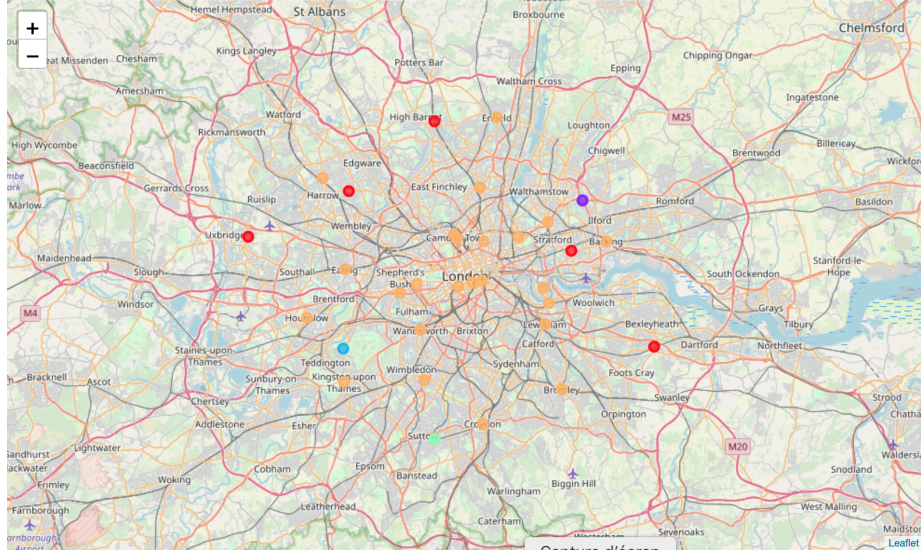 +
−
Hemel Hempstead
St Albans
Broxbourne
Chelmsford
Kings Langley
Chesham
Potters Bar
Epping
Chipping Ongar
Waltham Cross
Amersham
Ingatestone
Watford
High Barnet
Enfield
M25
Loughton
Rickmansworth
High Wycombe
Chigwell
Billericay
Brentwood
Beaconsfield
Edgware
Gerrards Cross
Harrow
East Finchley
Walthamstow
Ruislip
Romford
Basildon
Marlow
Wembley
Ilford
Uxbridge
Stratford
Barking
Maidenhead
Slough
Southall
Ealing
Shepherd's
Bush
London
South Ockendon
Stanford-le-
Hope
Windsor
Brentford
Woolwich
Grays
M4
Hounslow
Fulham
Tilbury
Wandsworth
Brixton
Lewisham
Bexleyheath
Catford
Dartford
Northfleet
Staines-upon-
Thames
Teddington
Sydenham
Foots Cray
Wimbledon
Bracknell
Ascot
Sunbury-on-
Thames
Kingston upon
Thames
Bromley
Swanley
Strood
Chertsey
Orpington
Addlestone
Esher
Croydon
Sutton
M20
Lightwater
Epsom
Cobham
Banstead
Biggin Hill
Snodland
Woking
Frimley
Warlingham
Leatherhead
West Malling
Farnborough
Caterham
Sevenoaks
Leaflet